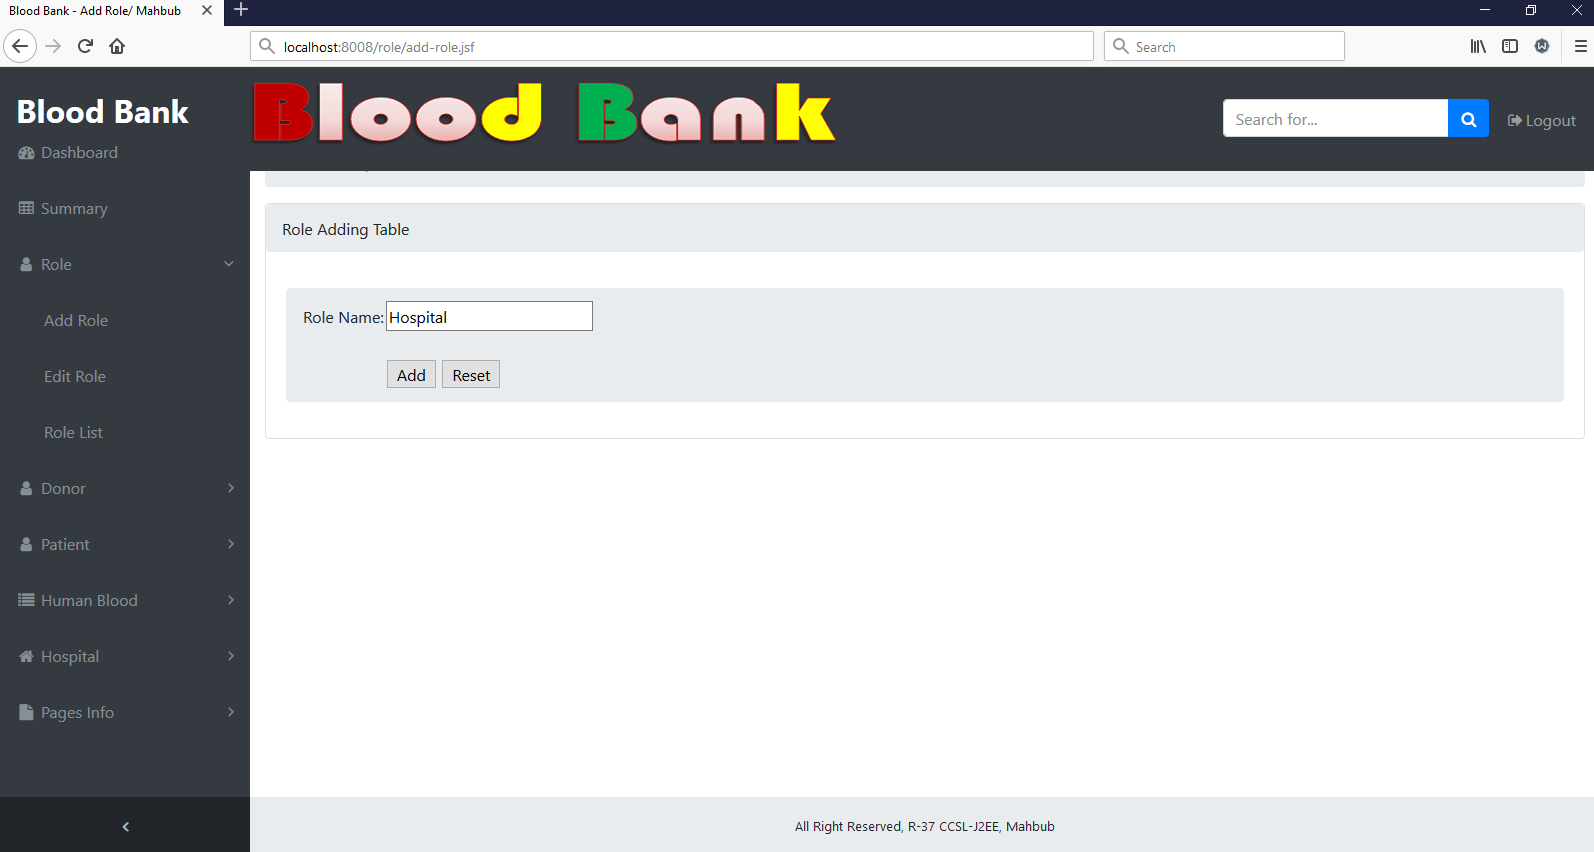 Blood Bank - Add Role/ Mahbub
localhost:8008/role/add-role.jsf
Search
Blood Bank
Blood Bank
Search for...
Logout
Dashboard
Summary
Role
Add Role
Edit Role
Role List
Donor
Patient
Human Blood
Hospital
Pages Info
Role Adding Table
Role Name: Hospital
Add Reset
All Right Reserved, R-37 CCSL-J2EE, Mahbub